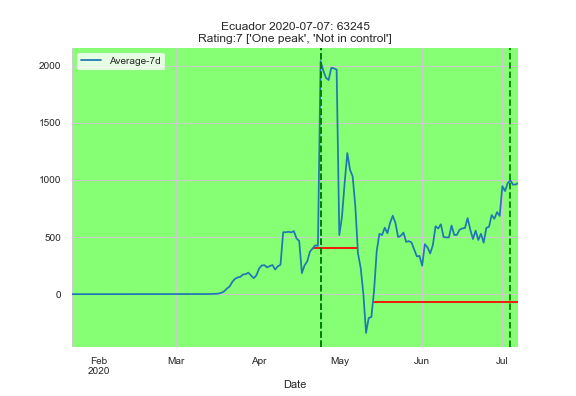 Ecuador 2020-07-07: 63245
Rating:7 ['One peak', 'Not in control']
Average-7d
2000
1500
1000
500
0
Feb
2020
Mar
Apr
May
Jun
Jul
Date